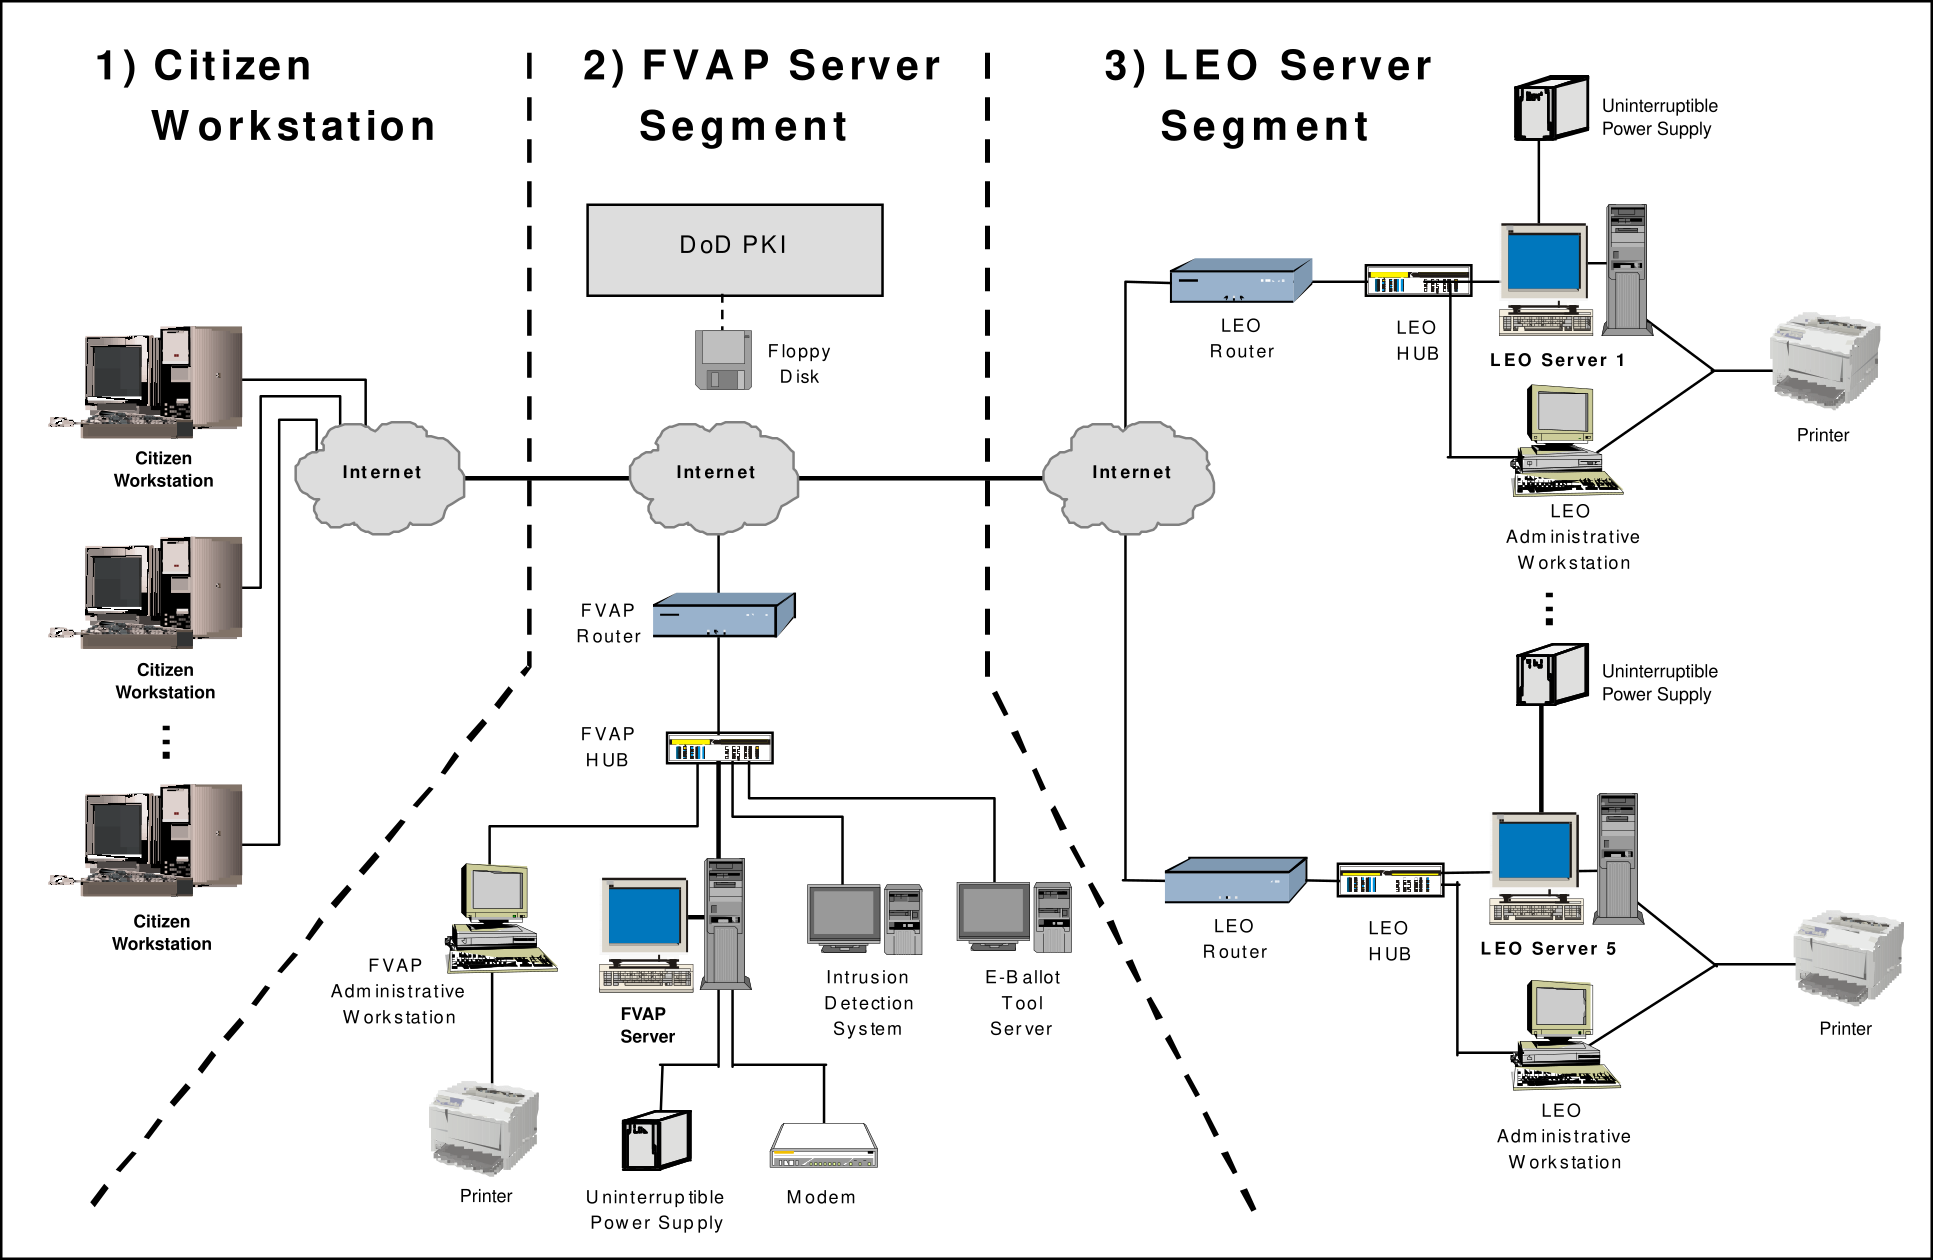 1) Citizen
Workstation
2) FVAP Server
Segment
3) LEO Server
Segment
Uninterruptible
Power Supply
DoD PKI
Floppy
Disk
LEO
Router
LEO
HUB
LEO Server 1
Printer
Citizen
Workstation
Internet
Internet
Internet
LEO
Administrative
Workstation
Citizen
Workstation
FVAP
Router
Uninterruptible
Power Supply
FVAP
HUB
Citizen
Workstation
LEO
Router
LEO
HUB
LEO Server 5
Printer
FVAP
Administrative
Workstation
FVAP
Server
Intrusion
Detection
System
E-Ballot
Tool
Server
LEO
Administrative
Workstation
Printer
Uninterruptible
Power Supply
Modem